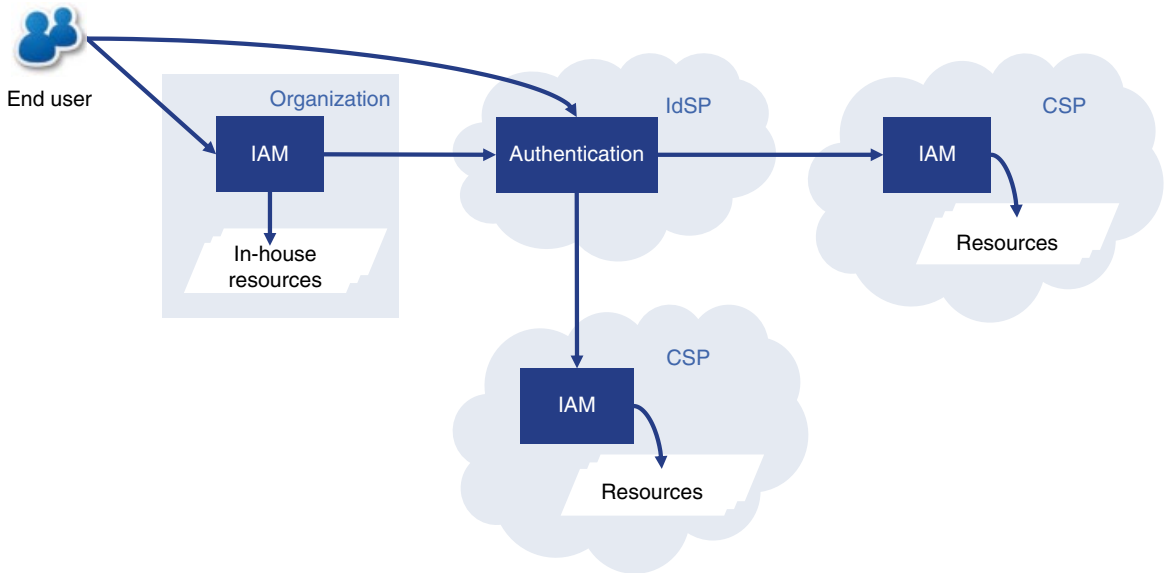 End user
Organization
IAM
In-house
resources
IdSP
Authentication
CSP
IAM
Resources
CSP
IAM
Resources